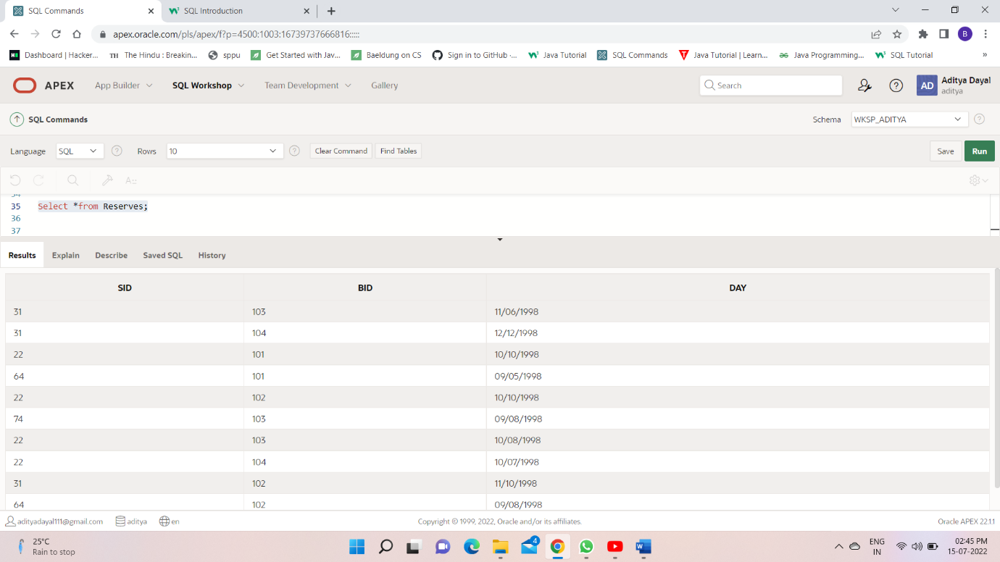 SQL Commands
SQL Introduction
apex.oracle.com/pls/apex/f?p=4500:1003:16739737666816:::::
B
Dashboard | Hacker... TH The Hindu : Breakin... sppu Get Started with Jav... Baeldung on CS Sign in to GitHub ·... Java Tutorial SQL Commands Java Tutorial | Learn... Java Programming... SQL Tutorial »
APEX App Builder SQL Workshop Team Development Gallery Search AD Aditya Dayal
aditya
SQL Commands Schema WKSP_ADITYA
Language SQL Rows 10 Clear Command Find Tables Save Run
34
35 Select *from Reserves;
36
37
Results Explain Describe Saved SQL History
SID BID DAY
31 103 11/06/1998
31 104 12/12/1998
22 101 10/10/1998
64 101 09/05/1998
22 102 10/10/1998
74 103 09/08/1998
22 103 10/08/1998
22 104 10/07/1998
31 102 11/10/1998
64 102 09/08/1998
adityadayal111@gmail.com aditya en Copyright © 1999, 2022, Oracle and/or its affiliates. Oracle APEX 22.1.1
25°C
Rain to stop
4
ENG
IN
02:45 PM
15-07-2022